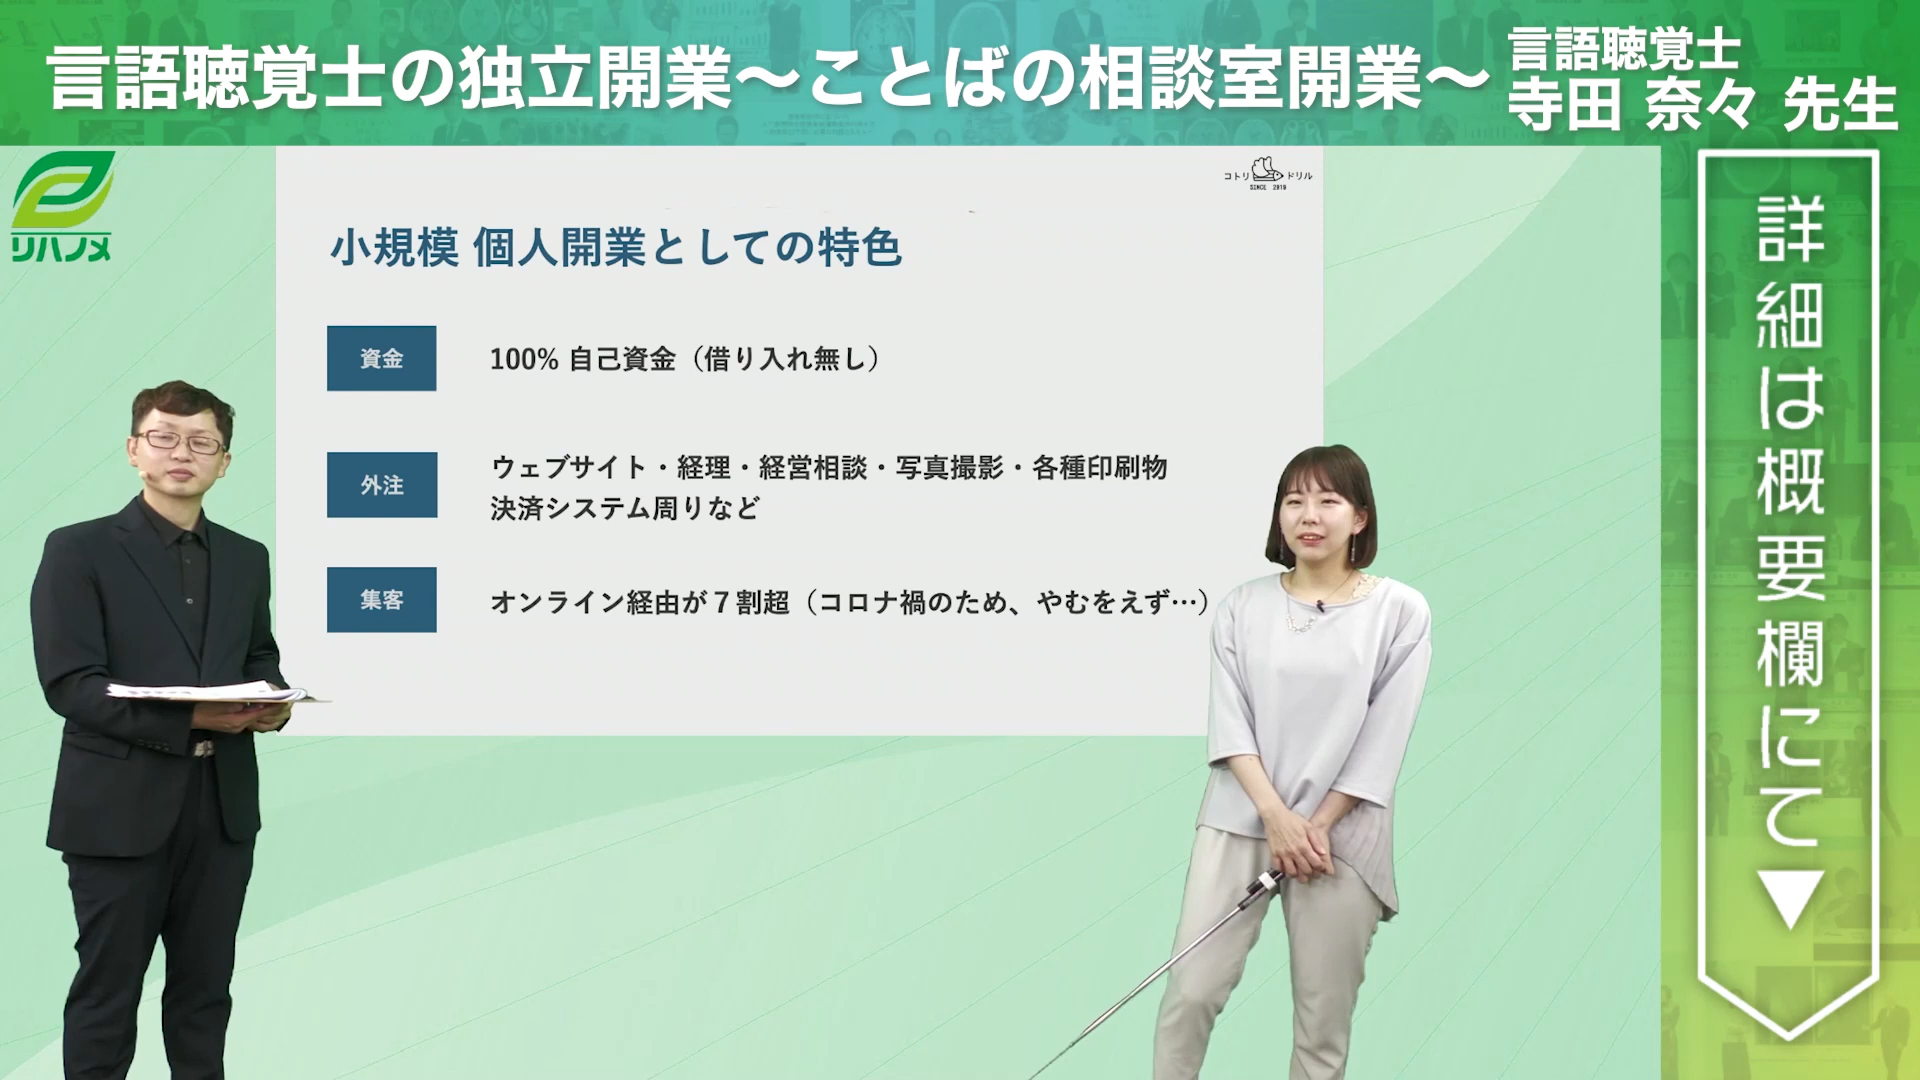 言語聴覚士の独立開業～ことばの相談室開業～
言語聴覚士
寺田 奈々 先生
リハノメ
コトリドリル
SINCE 2019
小規模 個人開業としての特色
資金
100% 自己資金（借り入れ無し）
外注
ウェブサイト・経理・経営相談・写真撮影・各種印刷物
決済システム周りなど
集客
オンライン経由が７割超（コロナ禍のため、やむをえず…）
詳細は概要欄にて▼